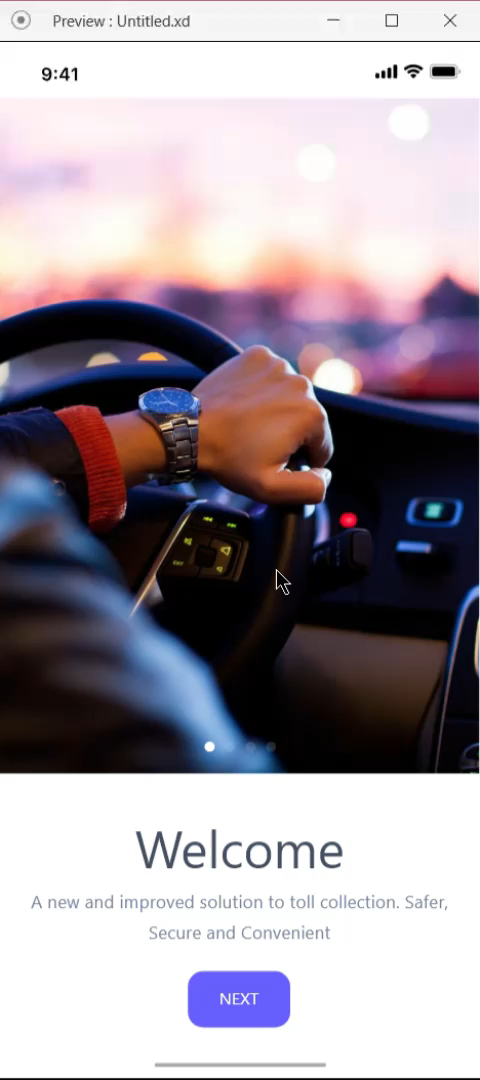 Preview : Untitled.xd
9:41
Welcome
A new and improved solution to toll collection. Safer,
Secure and Convenient
NEXT